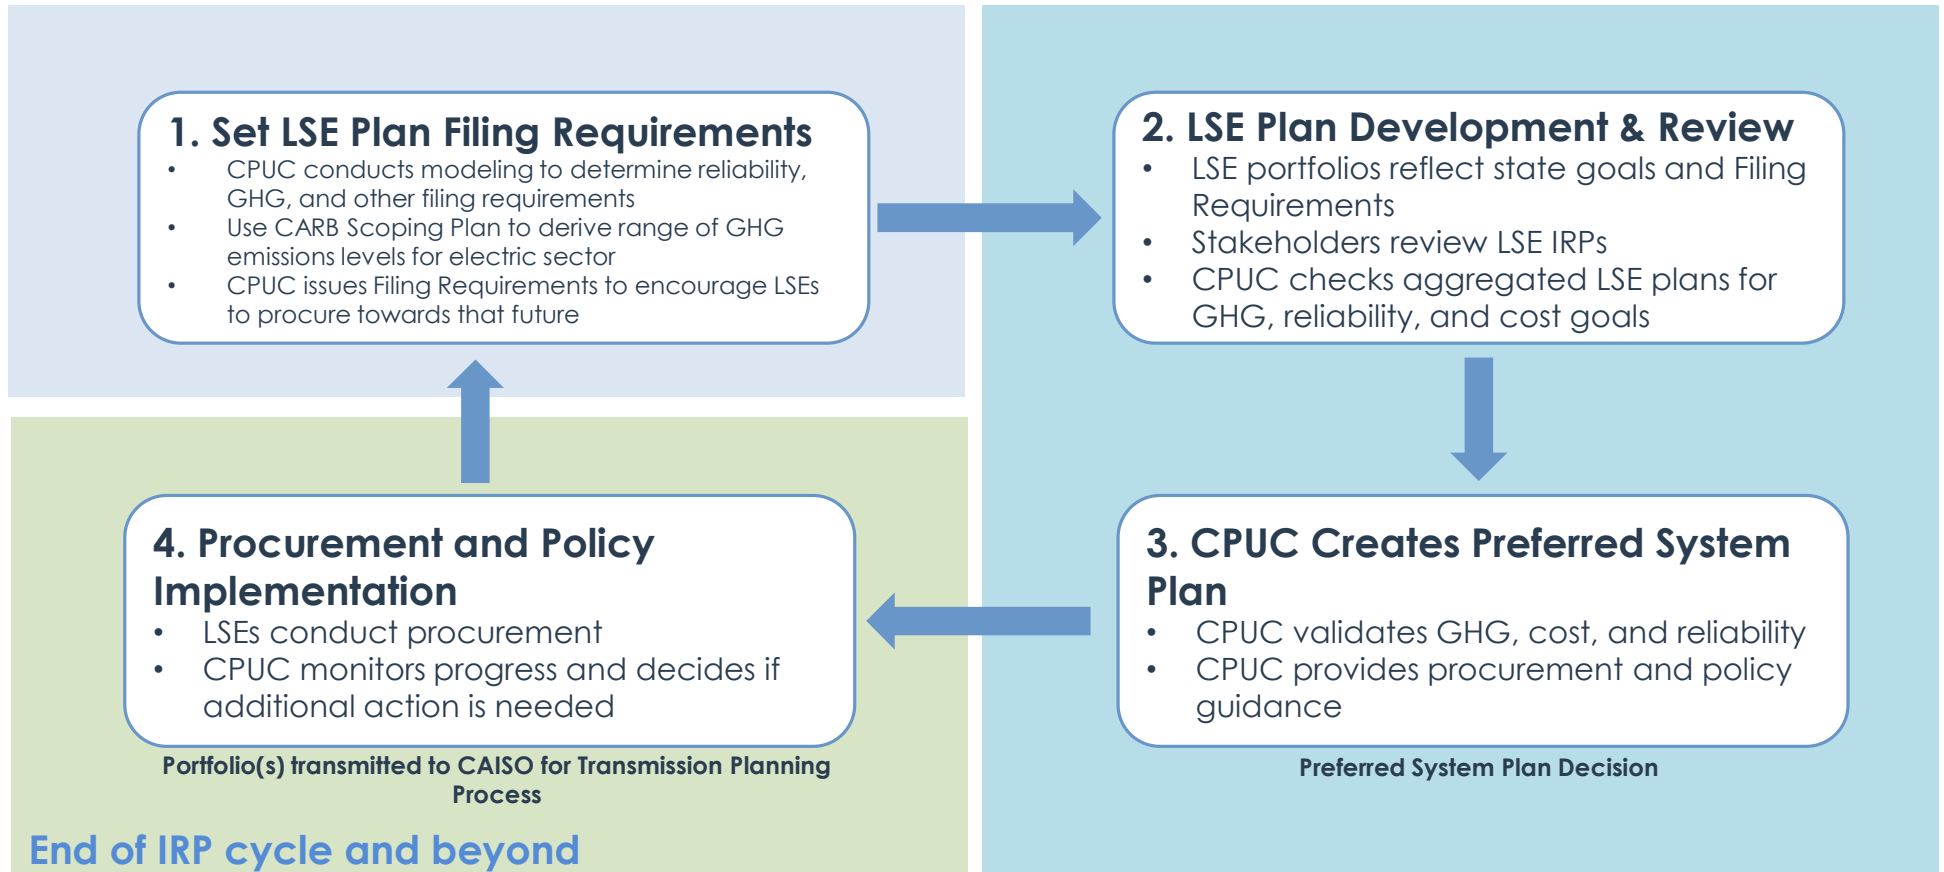 1. Set LSE Plan Filing Requirements
• CPUC conducts modeling to determine reliability,
GHG, and other filing requirements
• Use CARB Scoping Plan to derive range of GHG
emissions levels for electric sector
• CPUC issues Filing Requirements to encourage LSEs
to procure towards that future
2. LSE Plan Development & Review
• LSE portfolios reflect state goals and Filing
Requirements
• Stakeholders review LSE IRPs
• CPUC checks aggregated LSE plans for
GHG, reliability, and cost goals
3. CPUC Creates Preferred System
Plan
• CPUC validates GHG, cost, and reliability
• CPUC provides procurement and policy
guidance
Preferred System Plan Decision
4. Procurement and Policy
Implementation
• LSEs conduct procurement
• CPUC monitors progress and decides if
additional action is needed
Portfolio(s) transmitted to CAISO for Transmission Planning
Process
End of IRP cycle and beyond